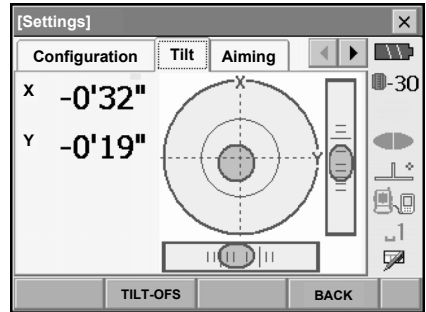 [Settings]
Configuration Tilt Aiming
X -0'32"
Y -0'19"
X
Y
-30
1
TILT-OFS BACK